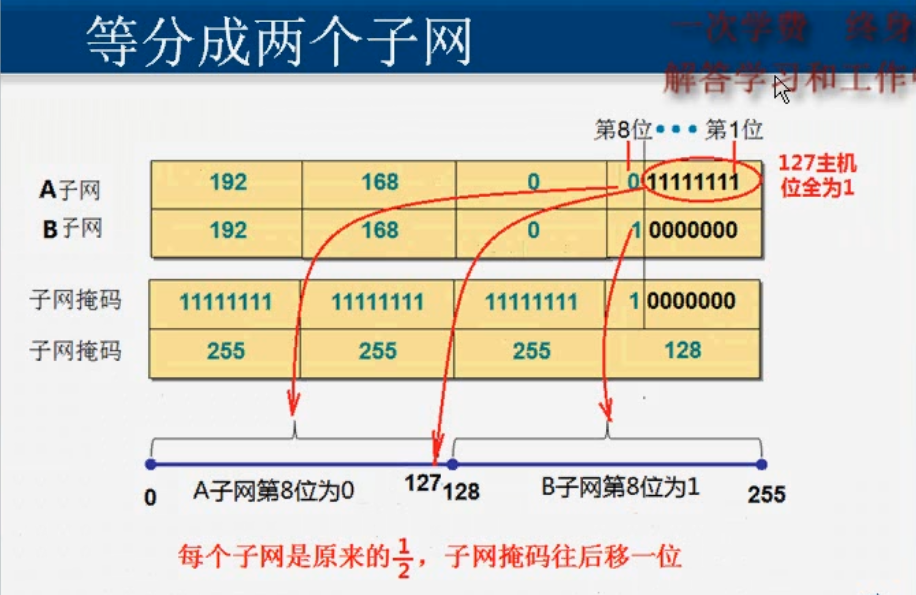 等分成两个子网
一次学费 终身
解答学习和工作
第8位••• 第1位
127主机
位全为1
A子网 192 168 0 0 11111111
B子网 192 168 0 1 0000000
子网掩码 11111111 11111111 11111111 1 0000000
子网掩码 255 255 255 128
0 A子网第8位为0 127 128 B子网第8位为1 255
每个子网是原来的1/2，子网掩码往后移一位